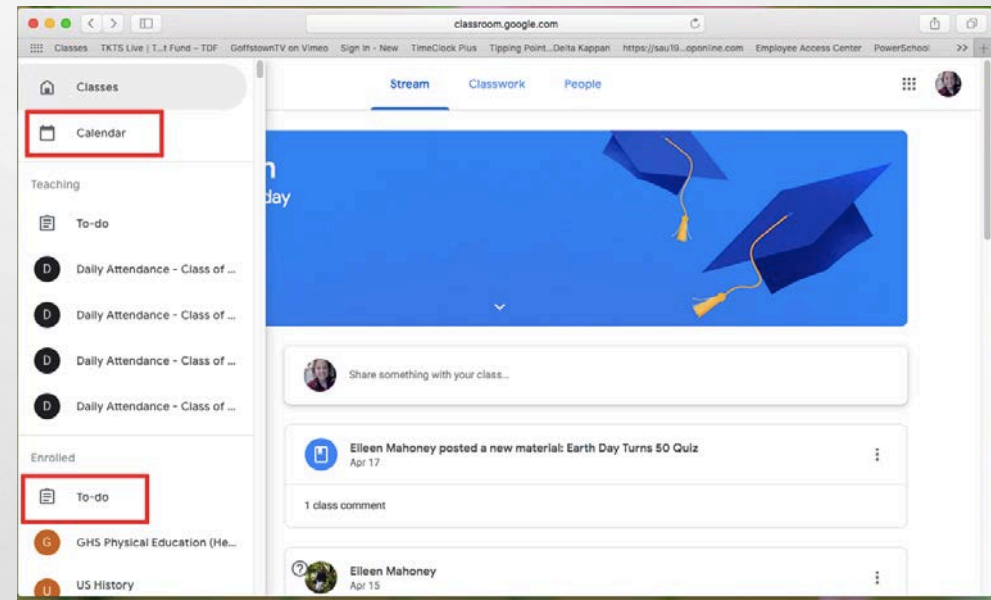 classroom.google.com
Classes TKTS Live | T...t Fund – TDF GoffstownTV on Vimeo Sign In - New TimeClock Plus Tipping Point...Delta Kappan https://sau19...oponline.com Employee Access Center PowerSchool >> +
Classes
Calendar
Teaching
To-do
D Daily Attendance - Class of ...
D Daily Attendance - Class of ...
D Daily Attendance - Class of ...
D Daily Attendance - Class of ...
Enrolled
To-do
G GHS Physical Education (He...
U US History
Stream Classwork People
day
Share something with your class...
Eileen Mahoney posted a new material: Earth Day Turns 50 Quiz
Apr 17
1 class comment
Eileen Mahoney
Apr 15